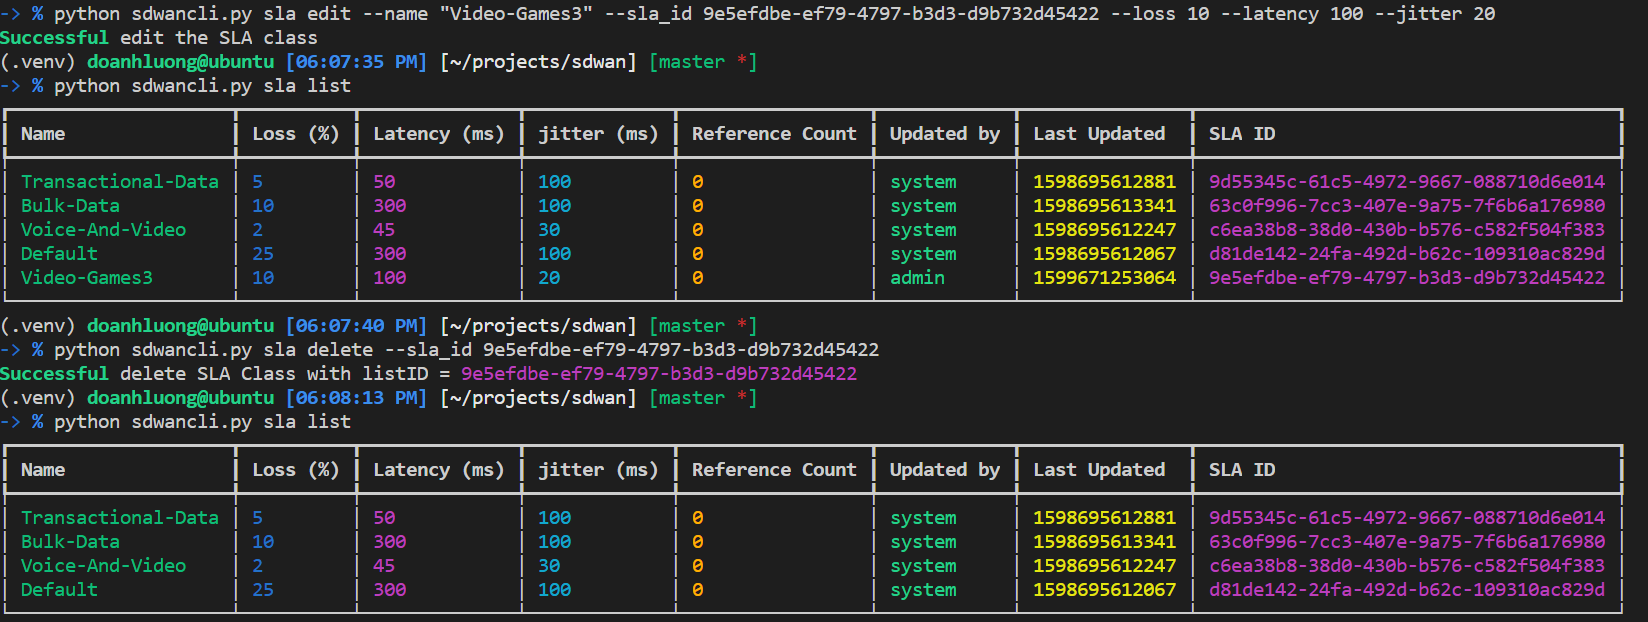 -> % python sdwancli.py sla edit --name "Video-Games3" --sla_id 9e5efdbe-ef79-4797-b3d3-d9b732d45422 --loss 10 --latency 100 --jitter 20
Successful edit the SLA class
(.venv) doanhluong@ubuntu [06:07:35 PM] [~/projects/sdwan] [master *]
-> % python sdwancli.py sla list
Name Loss (%) Latency (ms) jitter (ms) Reference Count Updated by Last Updated SLA ID
Transactional-Data 5 50 100 0 system 1598695612881 9d55345c-61c5-4972-9667-088710d6e014
Bulk-Data 10 300 100 0 system 1598695613341 63c0f996-7cc3-407e-9a75-7f6b6a176980
Voice-And-Video 2 45 30 0 system 1598695612247 c6ea38b8-38d0-430b-b576-c582f504f383
Default 25 300 100 0 system 1598695612067 d81de142-24fa-492d-b62c-109310ac829d
Video-Games3 10 100 20 0 admin 1599671253064 9e5efdbe-ef79-4797-b3d3-d9b732d45422
(.venv) doanhluong@ubuntu [06:07:40 PM] [~/projects/sdwan] [master *]
-> % python sdwancli.py sla delete --sla_id 9e5efdbe-ef79-4797-b3d3-d9b732d45422
Successful delete SLA Class with listID = 9e5efdbe-ef79-4797-b3d3-d9b732d45422
(.venv) doanhluong@ubuntu [06:08:13 PM] [~/projects/sdwan] [master *]
-> % python sdwancli.py sla list
Name Loss (%) Latency (ms) jitter (ms) Reference Count Updated by Last Updated SLA ID
Transactional-Data 5 50 100 0 system 1598695612881 9d55345c-61c5-4972-9667-088710d6e014
Bulk-Data 10 300 100 0 system 1598695613341 63c0f996-7cc3-407e-9a75-7f6b6a176980
Voice-And-Video 2 45 30 0 system 1598695612247 c6ea38b8-38d0-430b-b576-c582f504f383
Default 25 300 100 0 system 1598695612067 d81de142-24fa-492d-b62c-109310ac829d